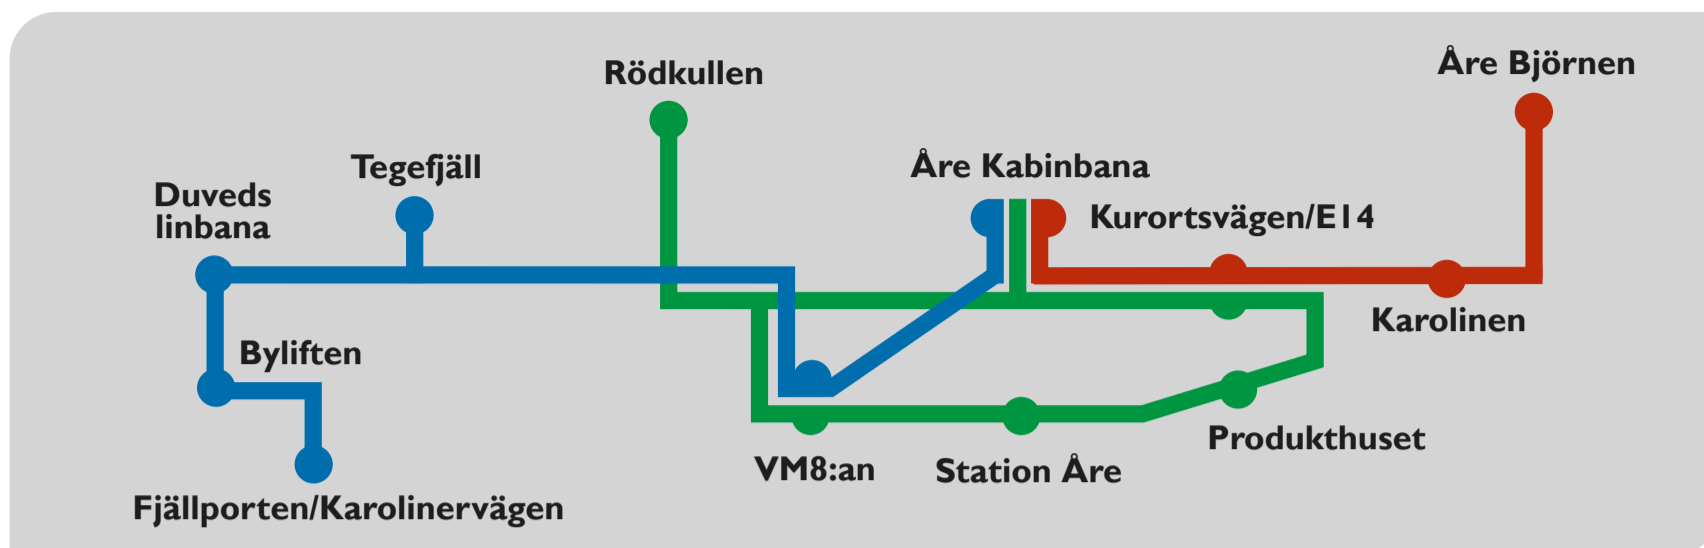 Rödkullen
Åre Björnen
Tegefjäll
Åre Kabinbana
Duveds
linbana
Kurortsvägen/E14
Karolinen
Byliften
Produkthuset
VM8:an
Station Åre
Fjällporten/Karolinervägen